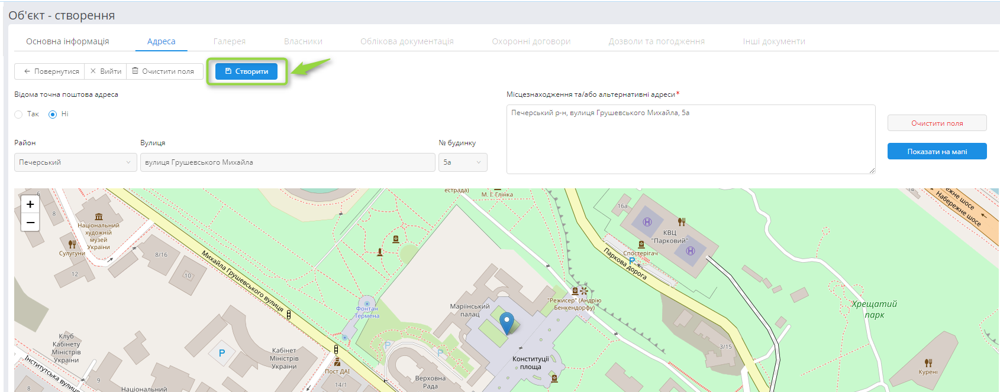 Об'єкт - створення
Основна інформація
Адреса
Галерея
Власники
Облікова документація
Охоронні договори
Дозволи та погодження
Інші документи
Повернутися
Вийти
Очистити поля
Створити
Відома точна поштова адреса
Так
Ні
Місцезнаходження та/або альтернативні адреси*
Печерський р-н, вулиця Грушевського Михайла, 5а
Очистити поля
Показати на мапі
Район
Вулиця
№ будинку
Печерський
вулиця Грушевського Михайла
5а
+
−
6
8
Національний
художній
музей
України
Сулугуні
12
8/16
10
Михайла Грушевського вулиця
естрада)
М. І. Глінка
16а
КВЦ
"Парковий"
Спостерігач
P
Паркова дорога
Набережне шосе
14
"Режисер" (Андрію
Бенкендорфу)
Маріїнський
палац
Фонтан
Термена
Хрещатий
парк
Клуб
Кабінету
Міністрів
України
P
Кабінет
Міністрів
України
Пост ДАІ
14/1
P
P
Верховна
Рада
Конституції
площа
3/15
Курені
Інститутська вулиця
9
8
Національний